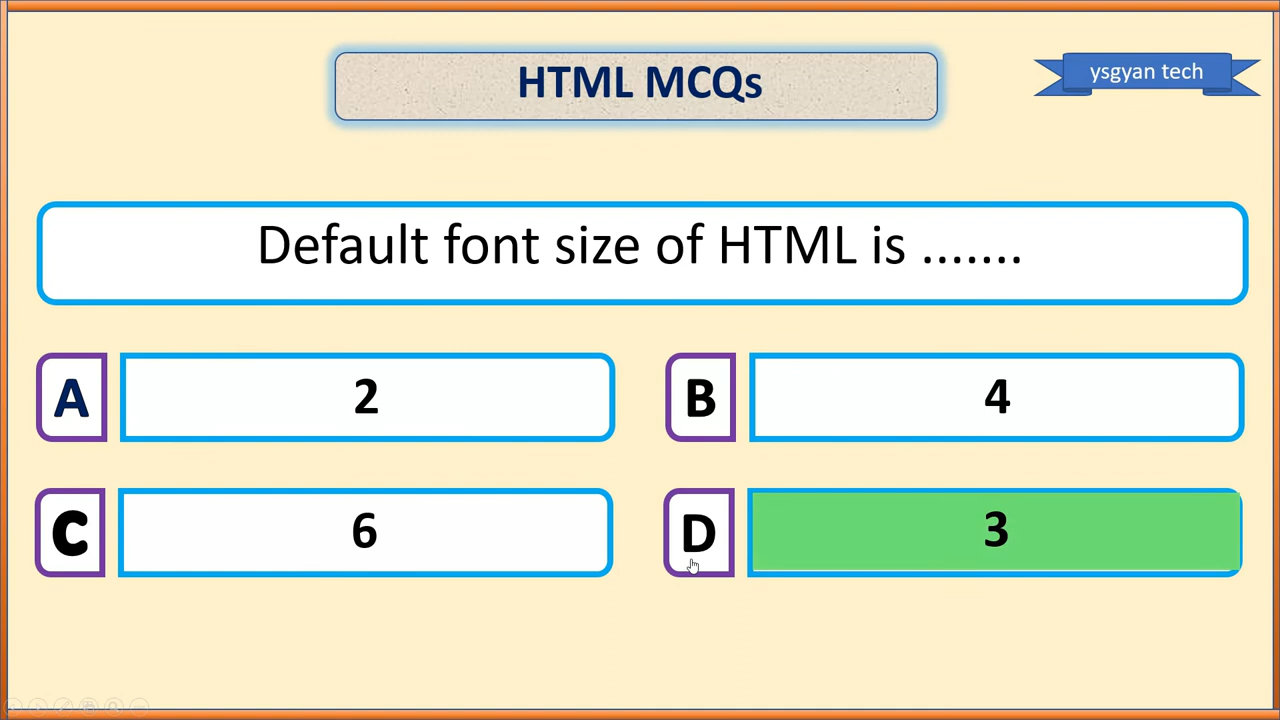 HTML MCQs
ysgyan tech
Default font size of HTML is .......
A 2
B 4
C 6
D 3